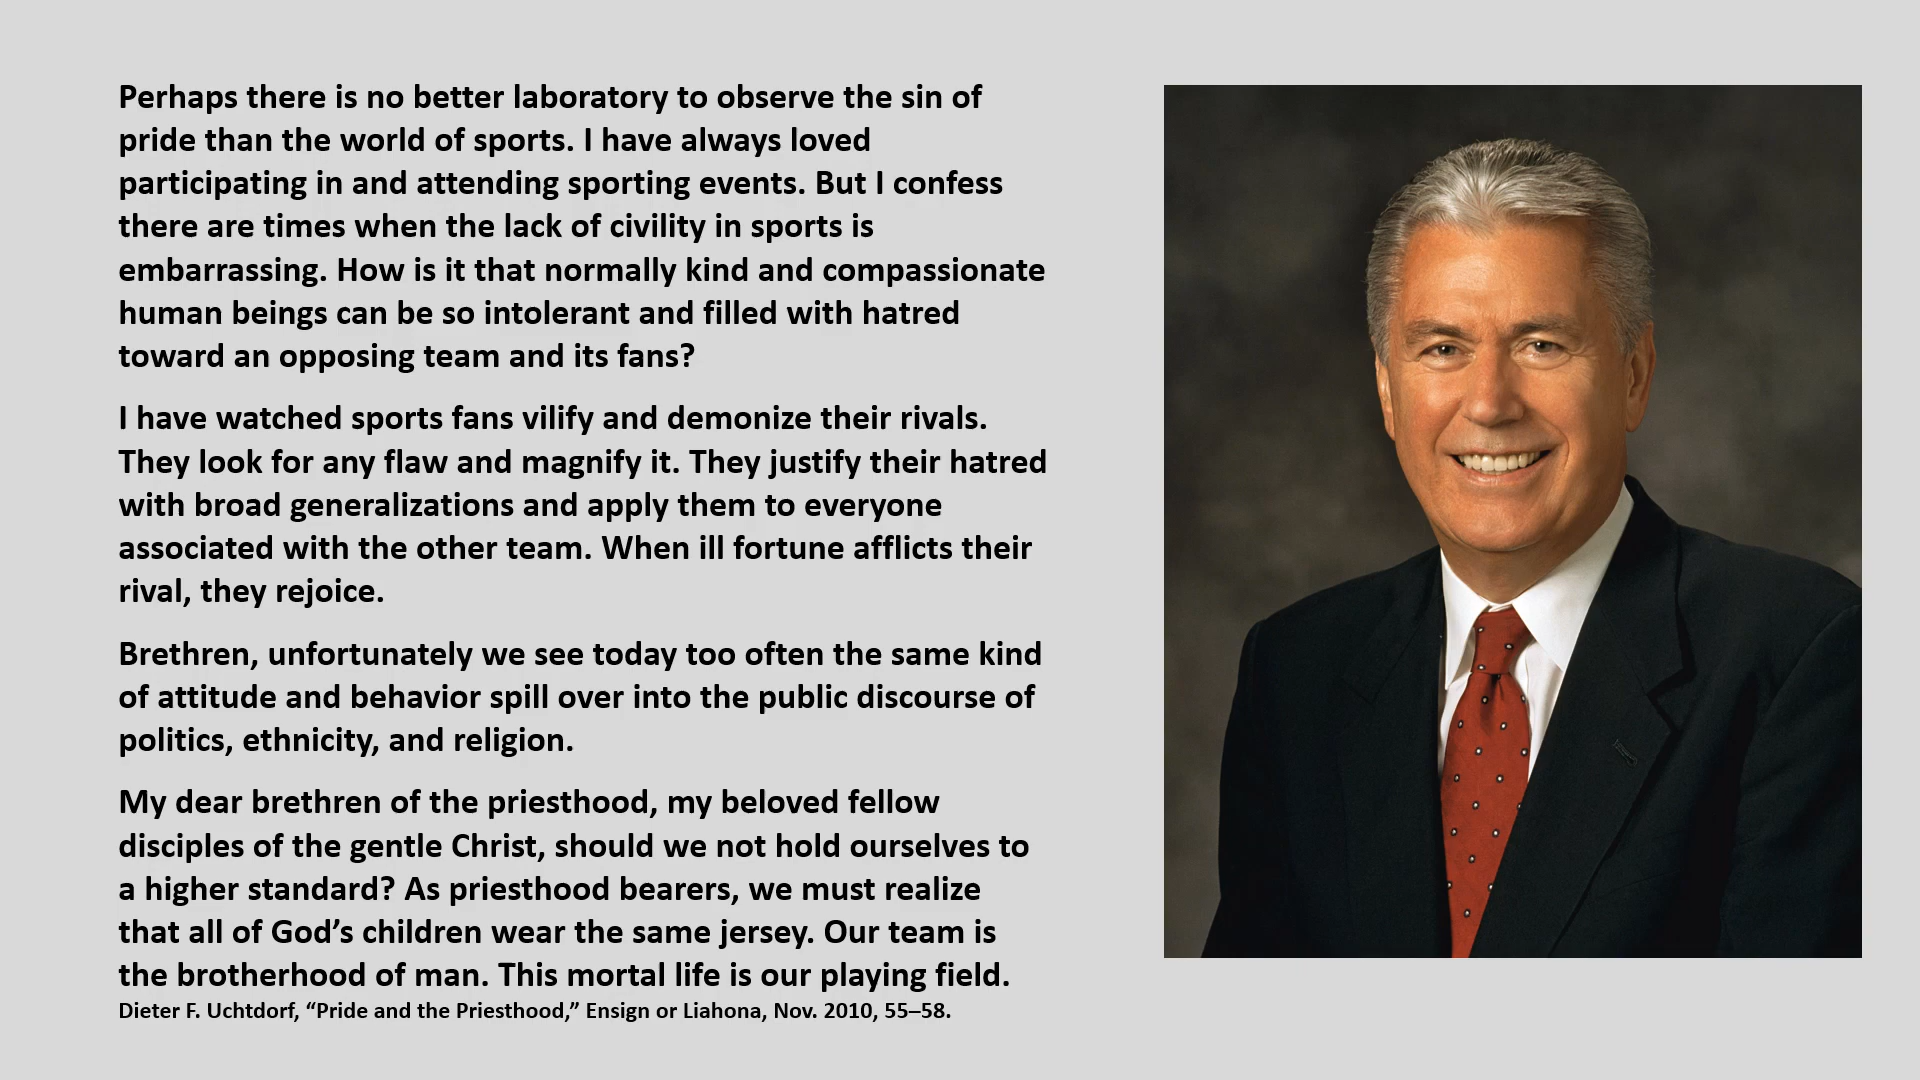 Perhaps there is no better laboratory to observe the sin of
pride than the world of sports. I have always loved
participating in and attending sporting events. But I confess
there are times when the lack of civility in sports is
embarrassing. How is it that normally kind and compassionate
human beings can be so intolerant and filled with hatred
toward an opposing team and its fans?
I have watched sports fans vilify and demonize their rivals.
They look for any flaw and magnify it. They justify their hatred
with broad generalizations and apply them to everyone
associated with the other team. When ill fortune afflicts their
rival, they rejoice.
Brethren, unfortunately we see today too often the same kind
of attitude and behavior spill over into the public discourse of
politics, ethnicity, and religion.
My dear brethren of the priesthood, my beloved fellow
disciples of the gentle Christ, should we not hold ourselves to
a higher standard? As priesthood bearers, we must realize
that all of God’s children wear the same jersey. Our team is
the brotherhood of man. This mortal life is our playing field.
Dieter F. Uchtdorf, “Pride and the Priesthood,” Ensign or Liahona, Nov. 2010, 55–58.